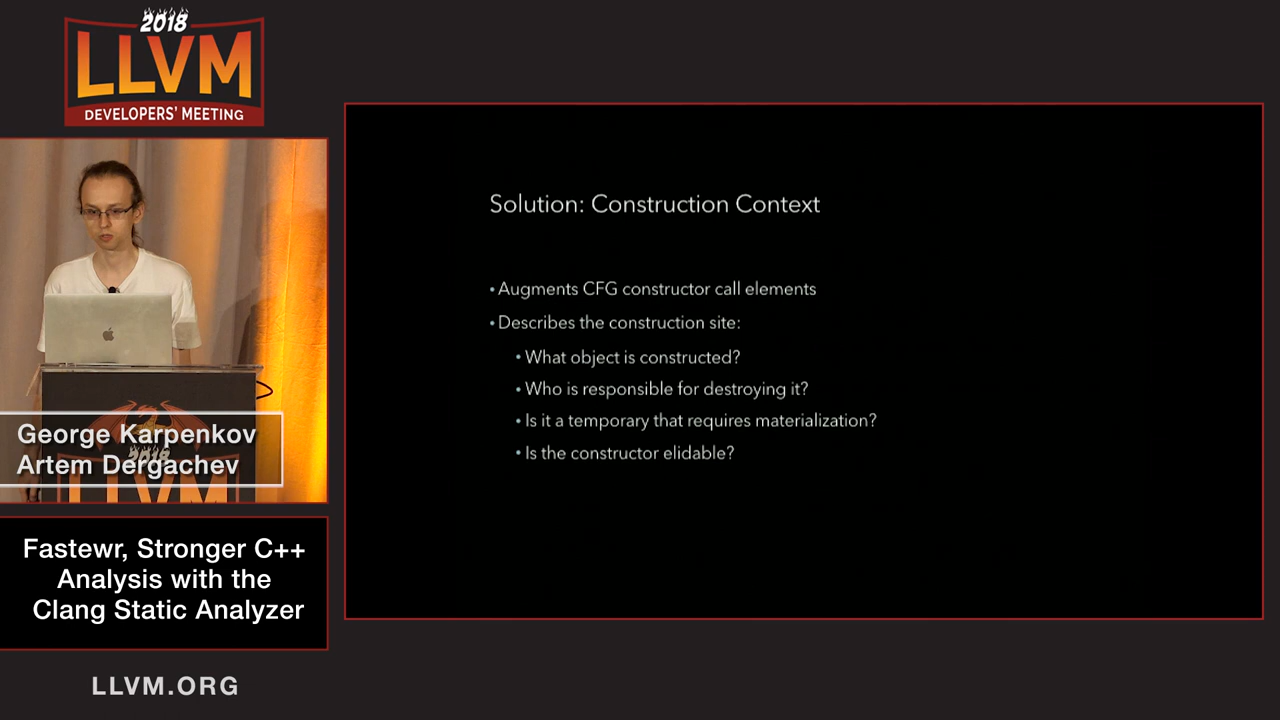 2018
LLVM
DEVELOPERS' MEETING
George Karpenkov
Artem Dergachev
2018
LLVM
Fastewr, Stronger C++
Analysis with the
Clang Static Analyzer
LLVM.ORG
Solution: Construction Context
• Augments CFG constructor call elements
• Describes the construction site:
• What object is constructed?
• Who is responsible for destroying it?
• Is it a temporary that requires materialization?
• Is the constructor elidable?